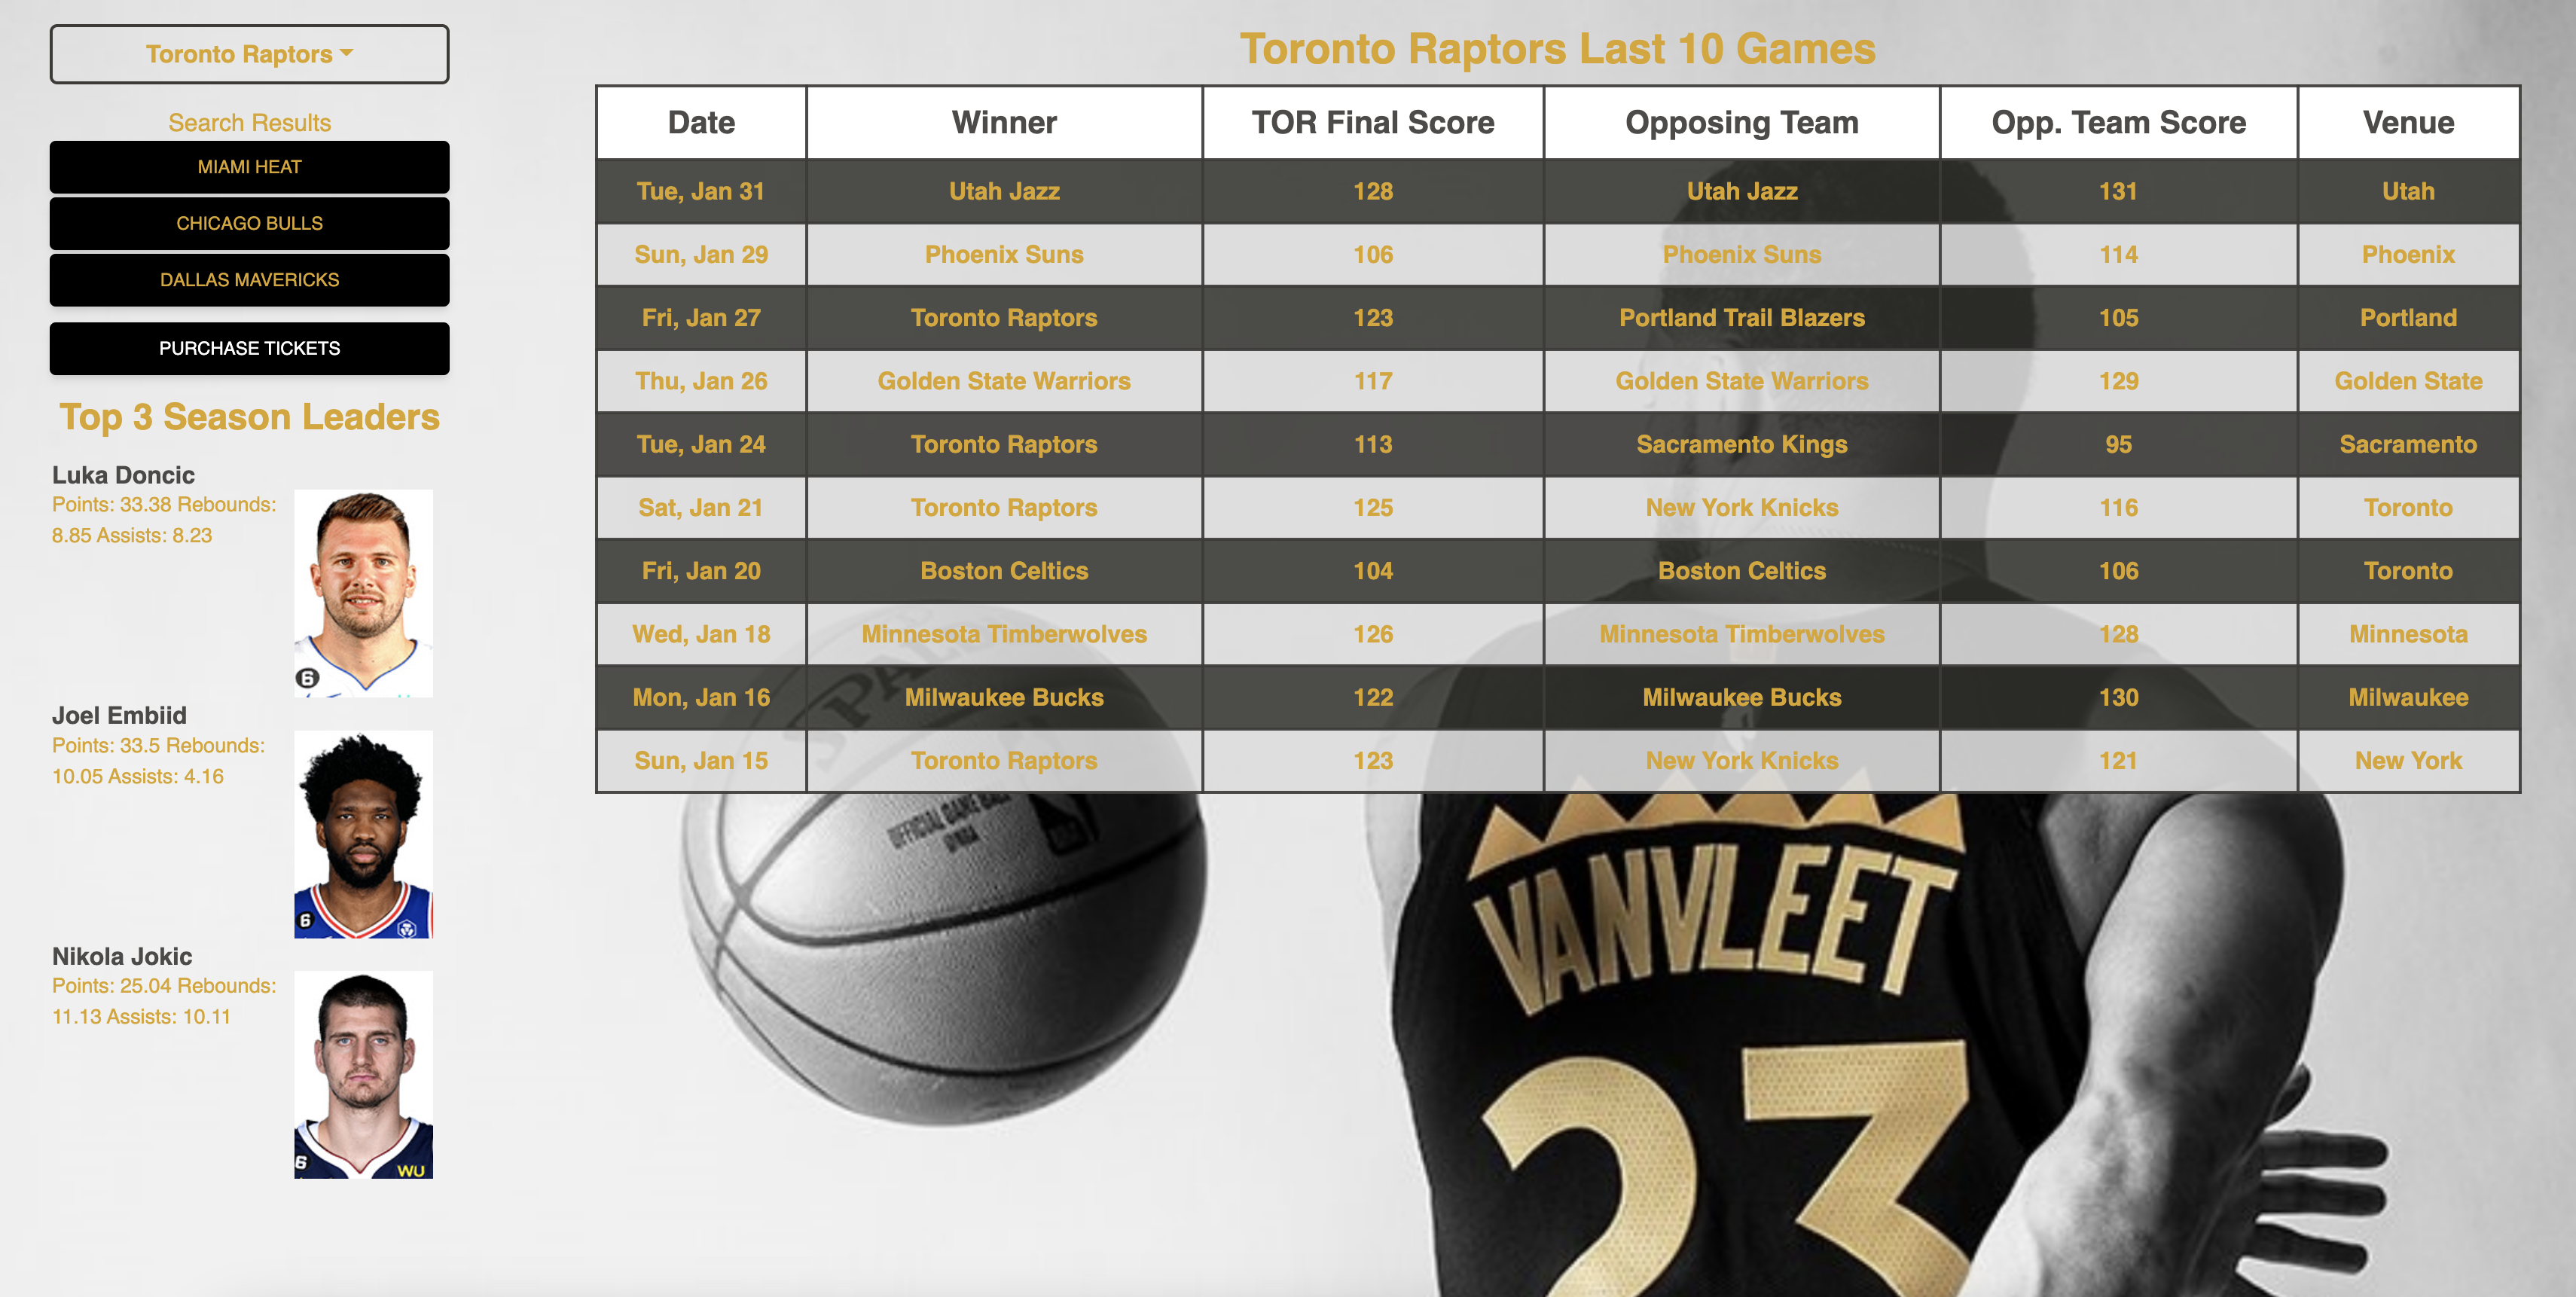 Toronto Raptors
Search Results
MIAMI HEAT
CHICAGO BULLS
DALLAS MAVERICKS
PURCHASE TICKETS
Top 3 Season Leaders
Luka Doncic
Points: 33.38 Rebounds:
8.85 Assists: 8.23
6
Joel Embiid
Points: 33.5 Rebounds:
10.05 Assists: 4.16
6
Nikola Jokic
Points: 25.04 Rebounds:
11.13 Assists: 10.11
6 WU
Toronto Raptors Last 10 Games
Date Winner TOR Final Score Opposing Team Opp. Team Score Venue
Tue, Jan 31 Utah Jazz 128 Utah Jazz 131 Utah
Sun, Jan 29 Phoenix Suns 106 Phoenix Suns 114 Phoenix
Fri, Jan 27 Toronto Raptors 123 Portland Trail Blazers 105 Portland
Thu, Jan 26 Golden State Warriors 117 Golden State Warriors 129 Golden State
Tue, Jan 24 Toronto Raptors 113 Sacramento Kings 95 Sacramento
Sat, Jan 21 Toronto Raptors 125 New York Knicks 116 Toronto
Fri, Jan 20 Boston Celtics 104 Boston Celtics 106 Toronto
Wed, Jan 18 Minnesota Timberwolves 126 Minnesota Timberwolves 128 Minnesota
Mon, Jan 16 Milwaukee Bucks 122 Milwaukee Bucks 130 Milwaukee
Sun, Jan 15 Toronto Raptors 123 New York Knicks 121 New York
OFFICIAL GAME BALL
VANVLEET
23